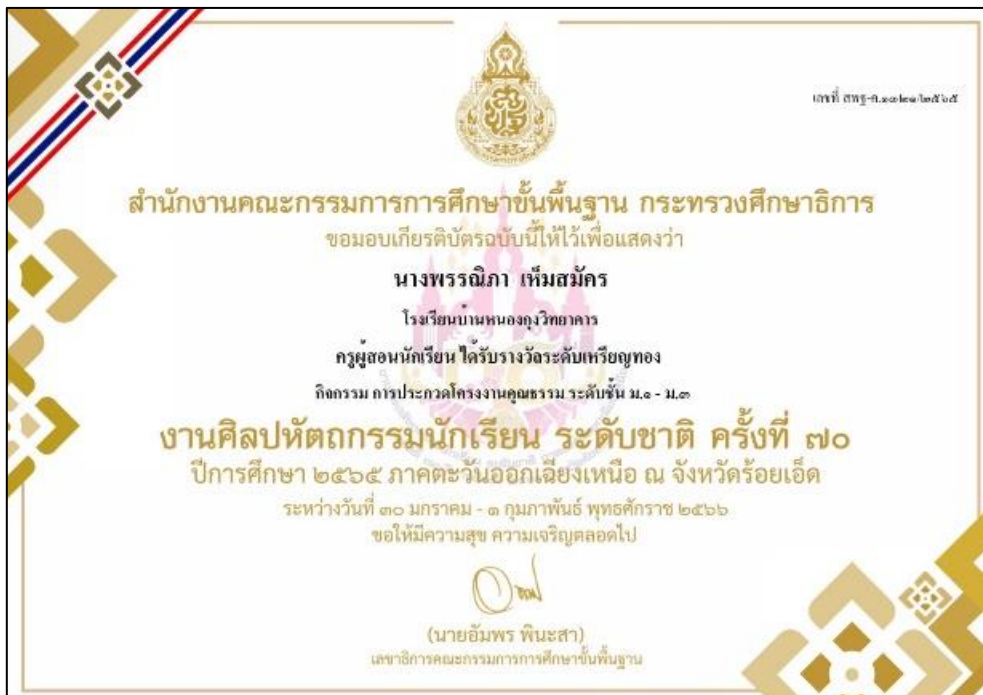 เลขที่
สำนักงานคณะกรรมการการศึกษาขั้นพื้นฐาน กระทรวงศึกษาธิการ
ขอมอบเกียรติบัตรฉบับนี้ให้ไว้เพื่อแสดงว่า
นางพรรณิภา เห็มสมัคร
โรงเรียนบ้านหนองกุงวิทยาคาร
ครูผู้สอนนักเรียน ได้รับรางวัลระดับเหรียญทอง
กิจกรรม การประกวดโครงงานคุณธรรม ระดับชั้น ม.๑ - ม.๓
งานศิลปหัตถกรรมนักเรียน ระดับชาติ ครั้งที่ ๗๐
ปีการศึกษา ๒๕๖๕ ภาคตะวันออกเฉียงเหนือ ณ จังหวัดร้อยเอ็ด
ระหว่างวันที่ ๓๐ มกราคม - ๑ กุมภาพันธ์ พุทธศักราช ๒๕๖๖
ขอให้มีความสุข ความเจริญตลอดไป
(นายอัมพร พินะสา)
เลขาธิการคณะกรรมการการศึกษาขั้นพื้นฐาน